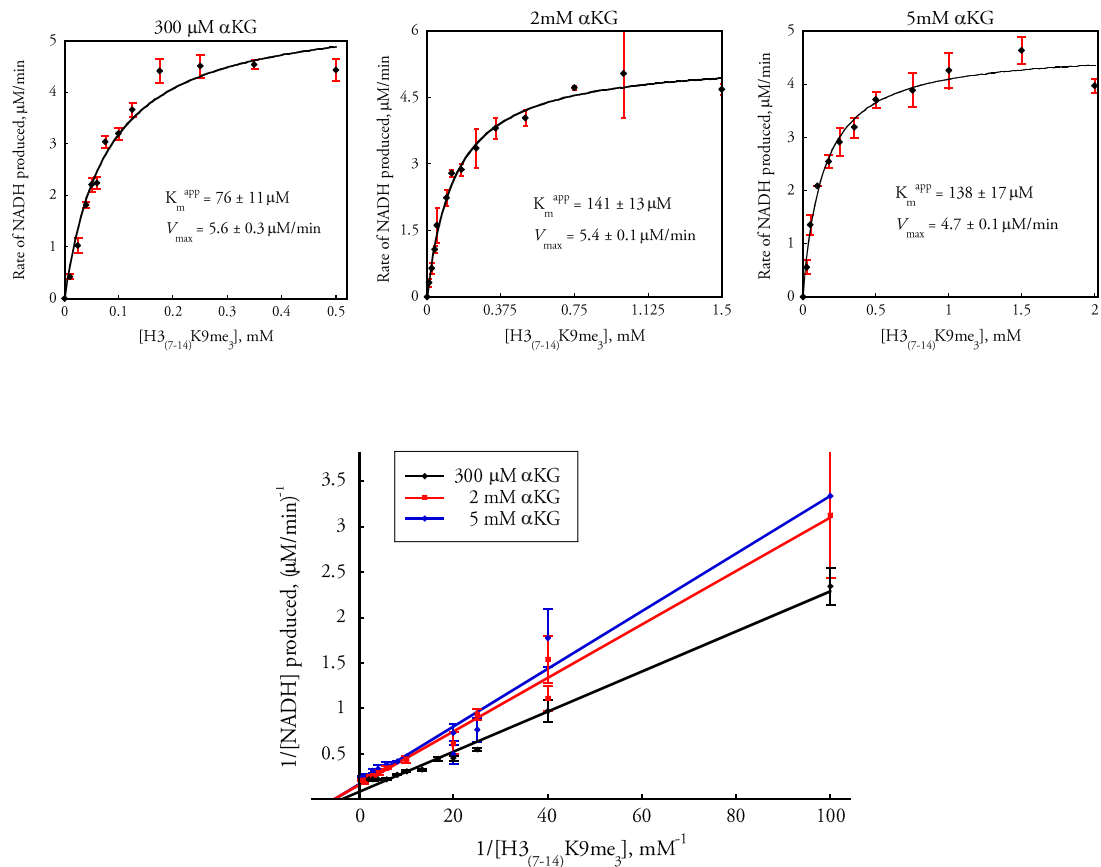 300 μM αKG
5
4
3
2
1
0
0 0.1 0.2 0.3 0.4 0.5
Rate of NADH produced, μM/min
[H3(7-14)K9me3], mM
Km^app = 76 ± 11 μM
Vmax = 5.6 ± 0.3 μM/min
2mM αKG
6
4.5
3
1.5
0
0 0.375 0.75 1.125 1.5
Rate of NADH produced, μM/min
[H3(7-14)K9me3], mM
Km^app = 141 ± 13 μM
Vmax = 5.4 ± 0.1 μM/min
5mM αKG
5
4
3
2
1
0
0 0.5 1 1.5 2
Rate of NADH produced, μM/min
[H3(7-14)K9me3], mM
Km^app = 138 ± 17 μM
Vmax = 4.7 ± 0.1 μM/min
300 μM αKG
2 mM αKG
5 mM αKG
3.5
3
2.5
2
1.5
1
0.5
0 20 40 60 80 100
1/[NADH] produced, (μM/min)^-1
1/[H3(7-14)K9me3], mM^-1